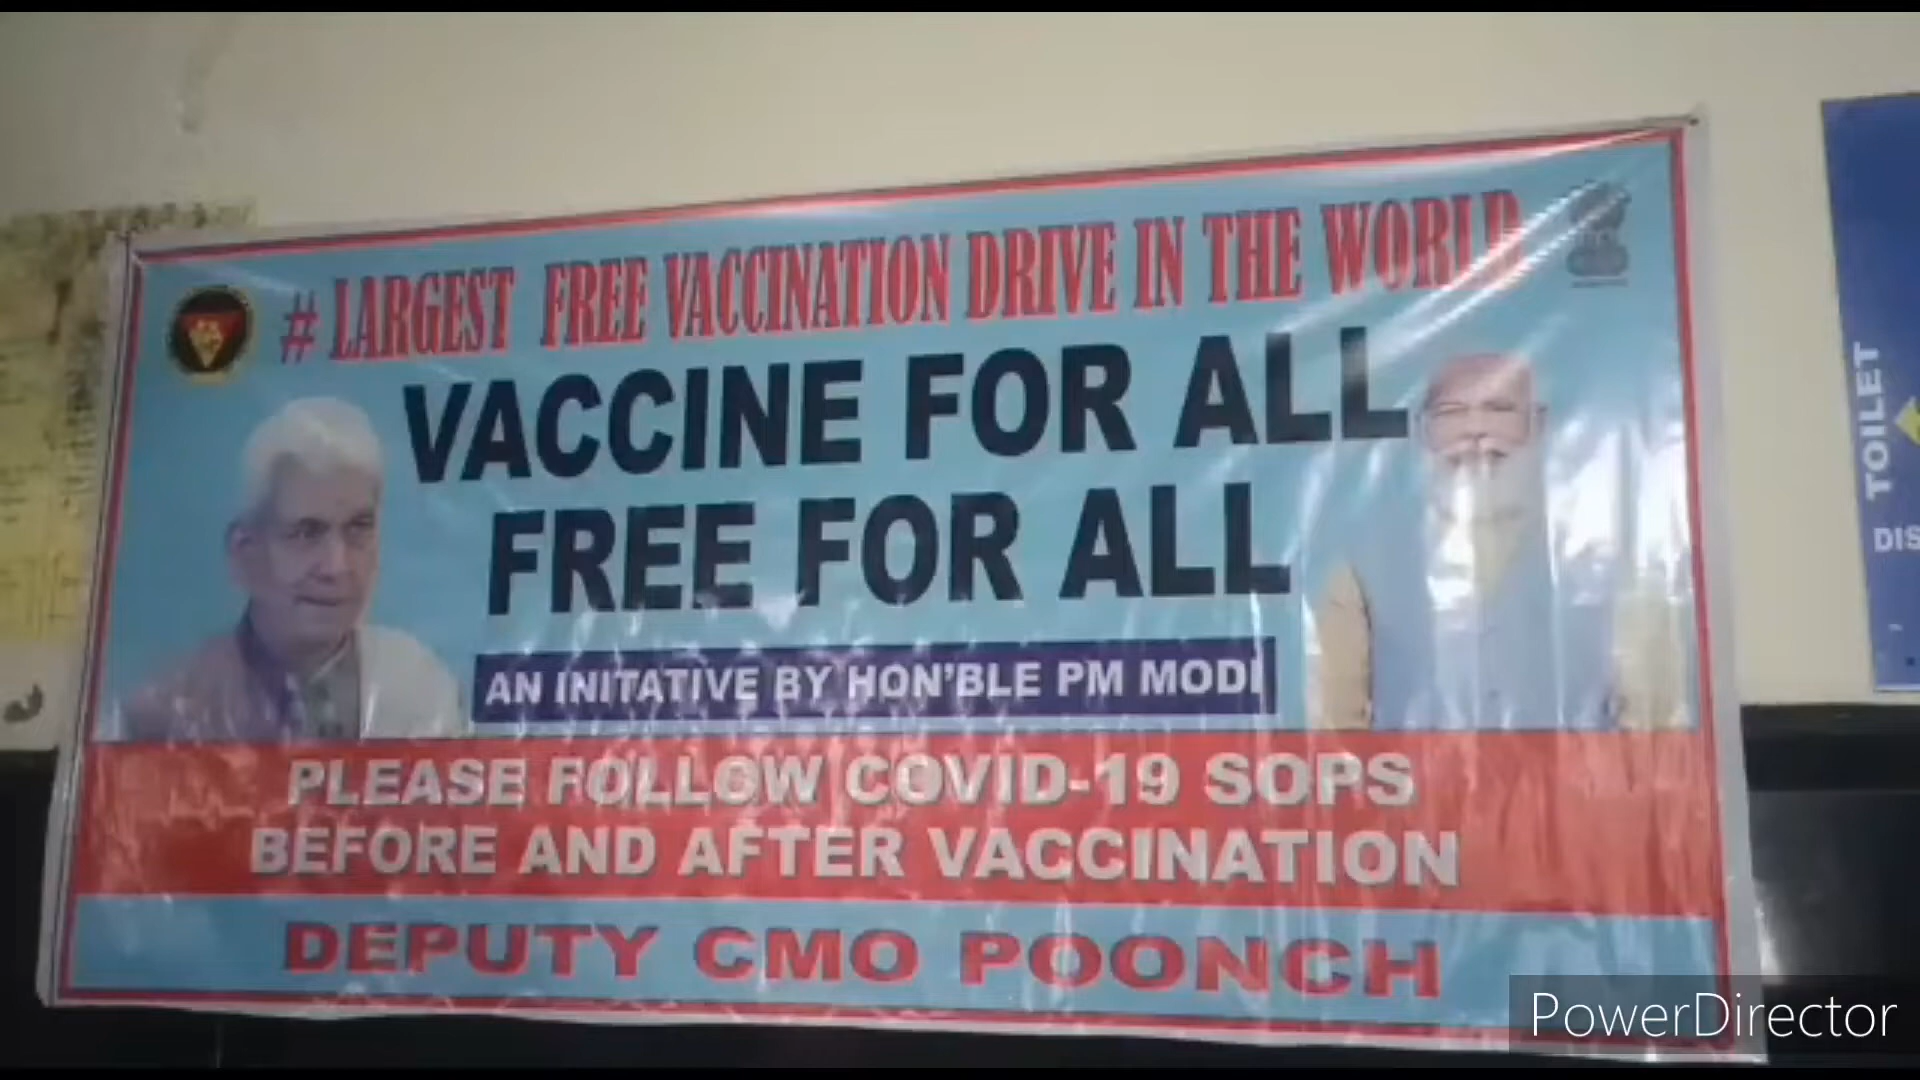 # LARGEST FREE VACCINATION DRIVE IN THE WORLD
VACCINE FOR ALL
FREE FOR ALL
AN INITATIVE BY HON'BLE PM MODI
PLEASE FOLLOW COVID-19 SOPS
BEFORE AND AFTER VACCINATION
DEPUTY CMO POONCH
TOILET
DIS
PowerDirector